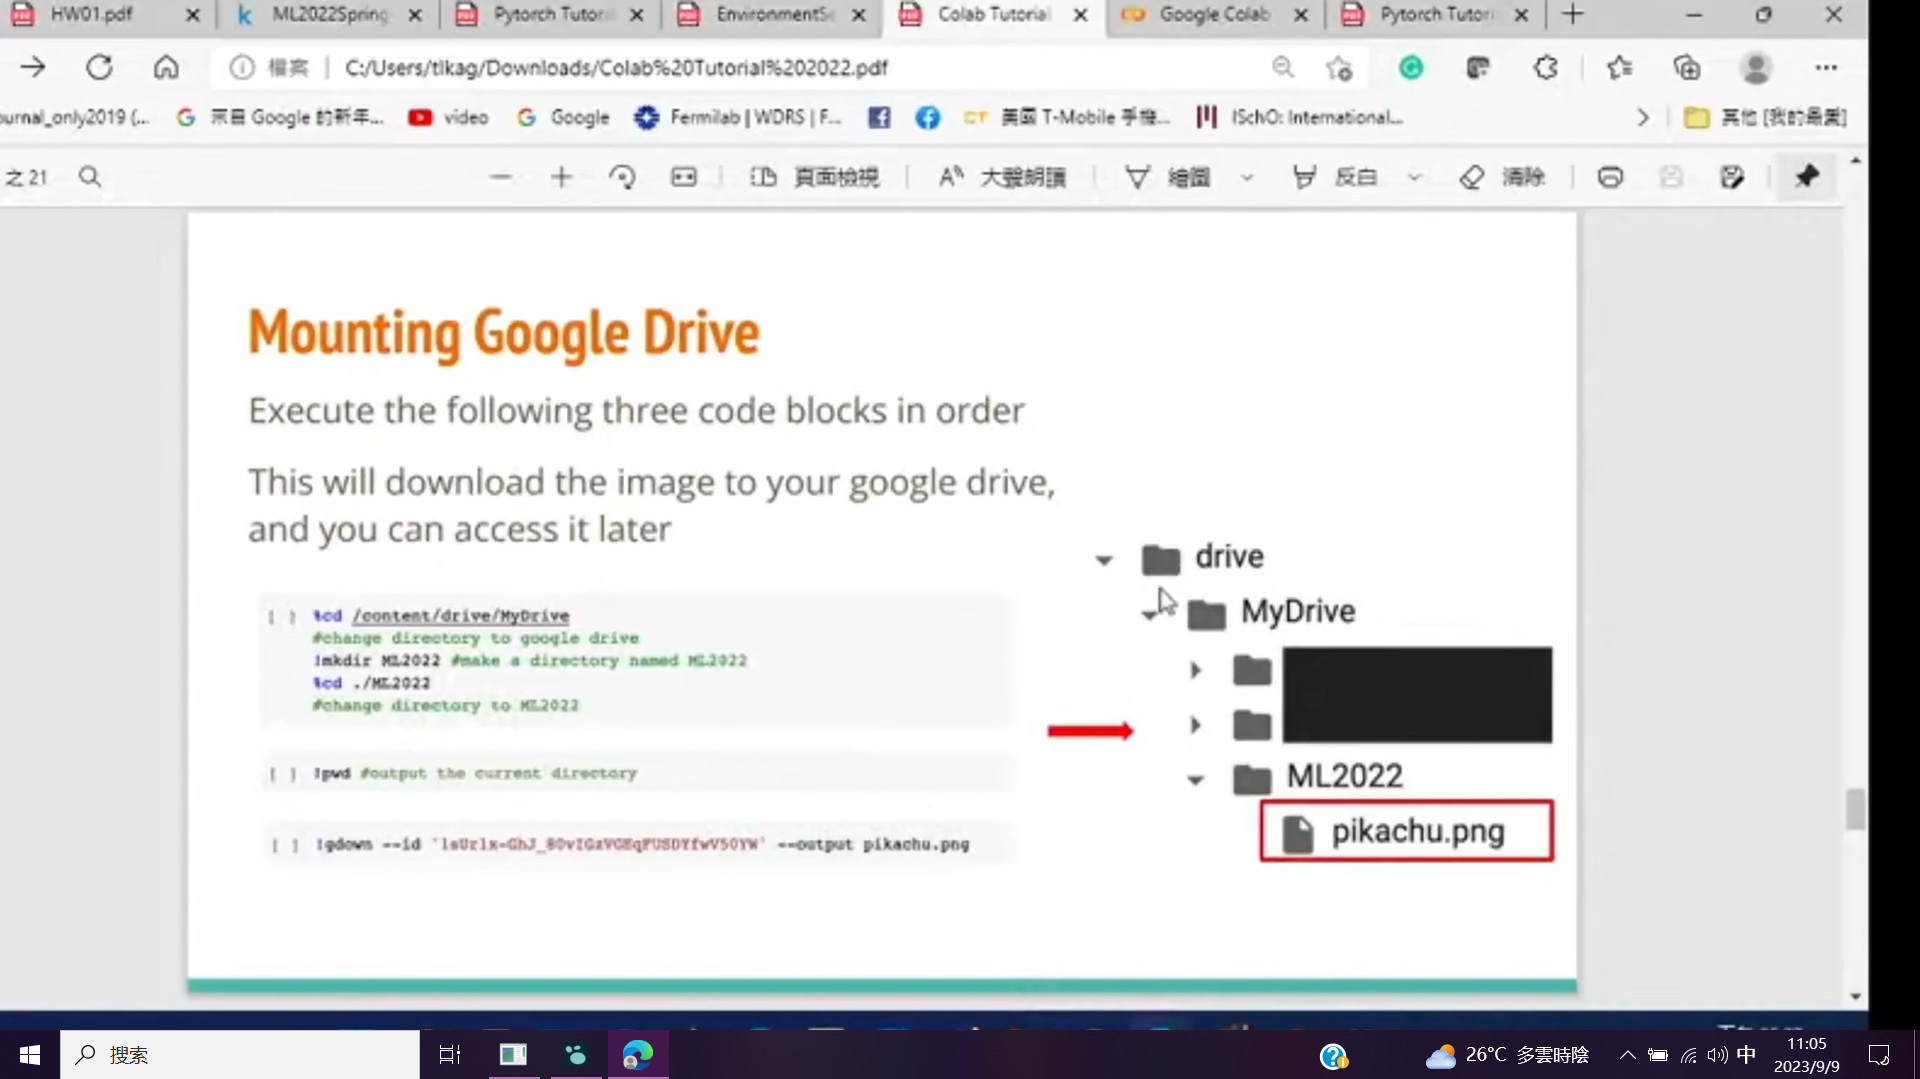 HW01.pdf
ML2022Spring
Pytorch Tutor
EnvironmentSe
Colab Tutorial
Google Colab
Pytorch Tutor
檔案
C:/Users/tlkag/Downloads/Colab%20Tutorial%202022.pdf
ournal_only2019 (...
來自 Google 的新年...
video
Google
Fermilab | WDRS | F...
美國 T-Mobile 手機...
ISchO: International...
其他 [我的最愛]
之 21
頁面檢視
大聲朗讀
繪圖
反白
清除
Mounting Google Drive
Execute the following three code blocks in order
This will download the image to your google drive,
and you can access it later
[ ] %cd /content/drive/MyDrive
#change directory to google drive
!mkdir ML2022 #make a directory named ML2022
%cd ./ML2022
#change directory to ML2022
[ ] !pwd #output the current directory
[ ] !gdown --id --output pikachu.png
drive
MyDrive
ML2022
pikachu.png
搜索
26°C 多雲時陰
中
11:05
2023/9/9